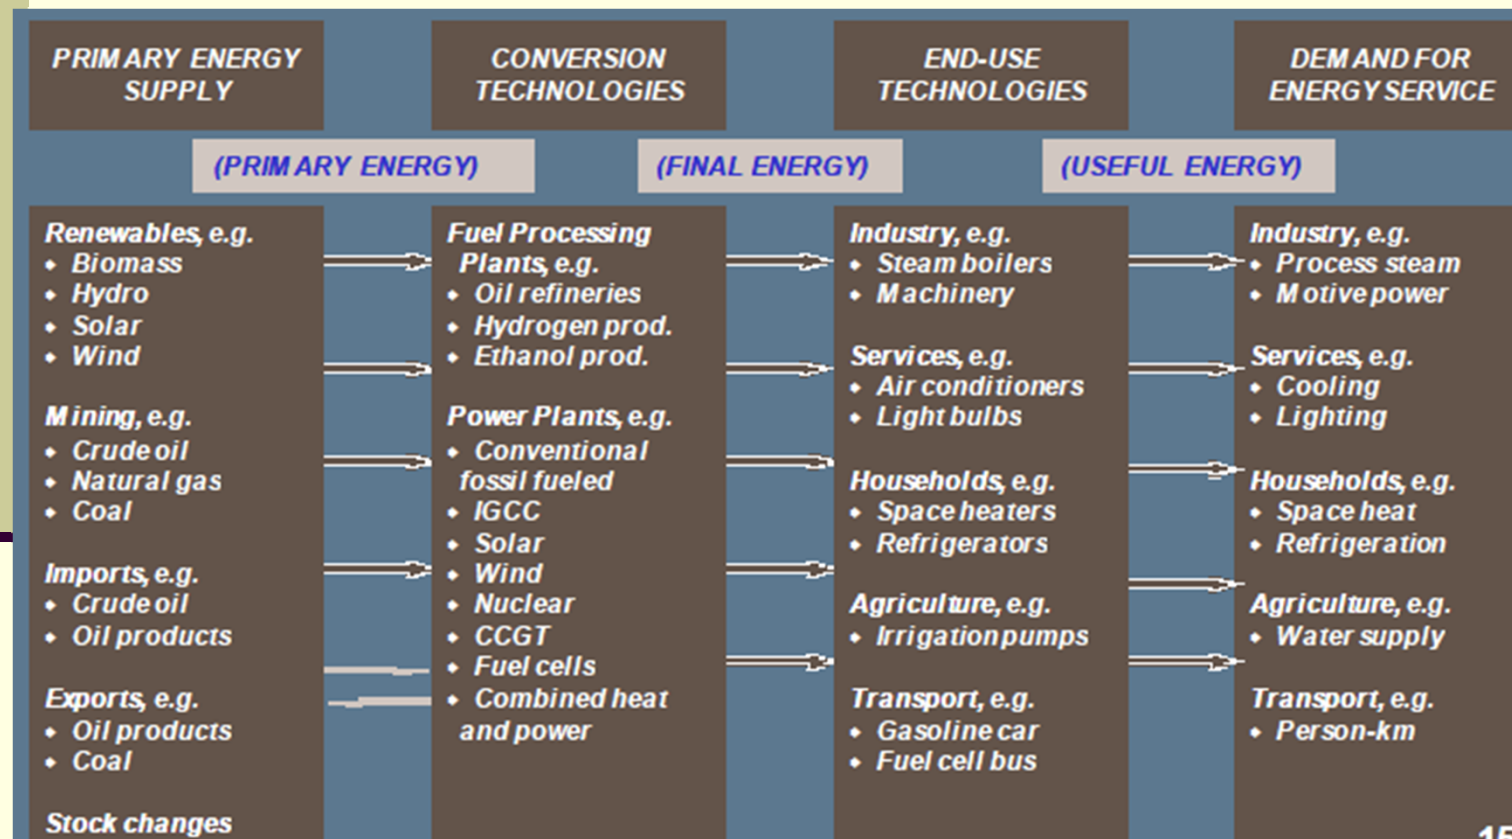 PRIMARY ENERGY
SUPPLY
CONVERSION
TECHNOLOGIES
END-USE
TECHNOLOGIES
DEMAND FOR
ENERGY SERVICE
(PRIMARY ENERGY)
(FINAL ENERGY)
(USEFUL ENERGY)
Renewables, e.g.
• Biomass
• Hydro
• Solar
• Wind
Mining, e.g.
• Crude oil
• Natural gas
• Coal
Imports, e.g.
• Crude oil
• Oil products
Exports, e.g.
• Oil products
• Coal
Stock changes
Fuel Processing
Plants, e.g.
• Oil refineries
• Hydrogen prod.
• Ethanol prod.
Power Plants, e.g.
• Conventional
fossil fueled
• IGCC
• Solar
• Wind
• Nuclear
• CCGT
• Fuel cells
• Combined heat
and power
Industry, e.g.
• Steam boilers
• Machinery
Services, e.g.
• Air conditioners
• Light bulbs
Households, e.g.
• Space heaters
• Refrigerators
Agriculture, e.g.
• Irrigation pumps
Transport, e.g.
• Gasoline car
• Fuel cell bus
Industry, e.g.
• Process steam
• Motive power
Services, e.g.
• Cooling
• Lighting
Households, e.g.
• Space heat
• Refrigeration
Agriculture, e.g.
• Water supply
Transport, e.g.
• Person-km